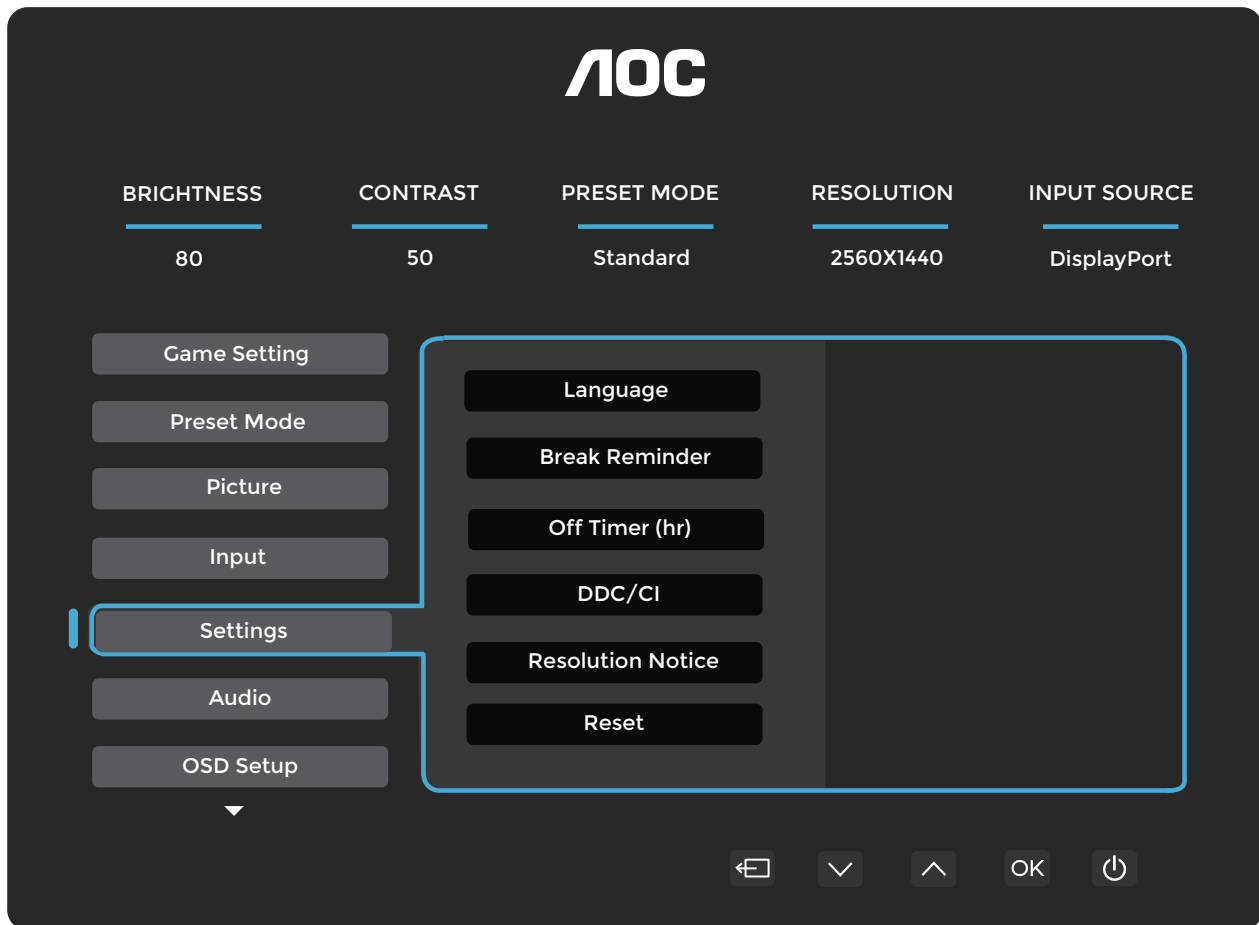 AOC
BRIGHTNESS CONTRAST PRESET MODE RESOLUTION INPUT SOURCE
80 50 Standard 2560X1440 DisplayPort
Game Setting
Preset Mode
Picture
Input
Settings
Audio
OSD Setup
Language
Break Reminder
Off Timer (hr)
DDC/CI
Resolution Notice
Reset
OK